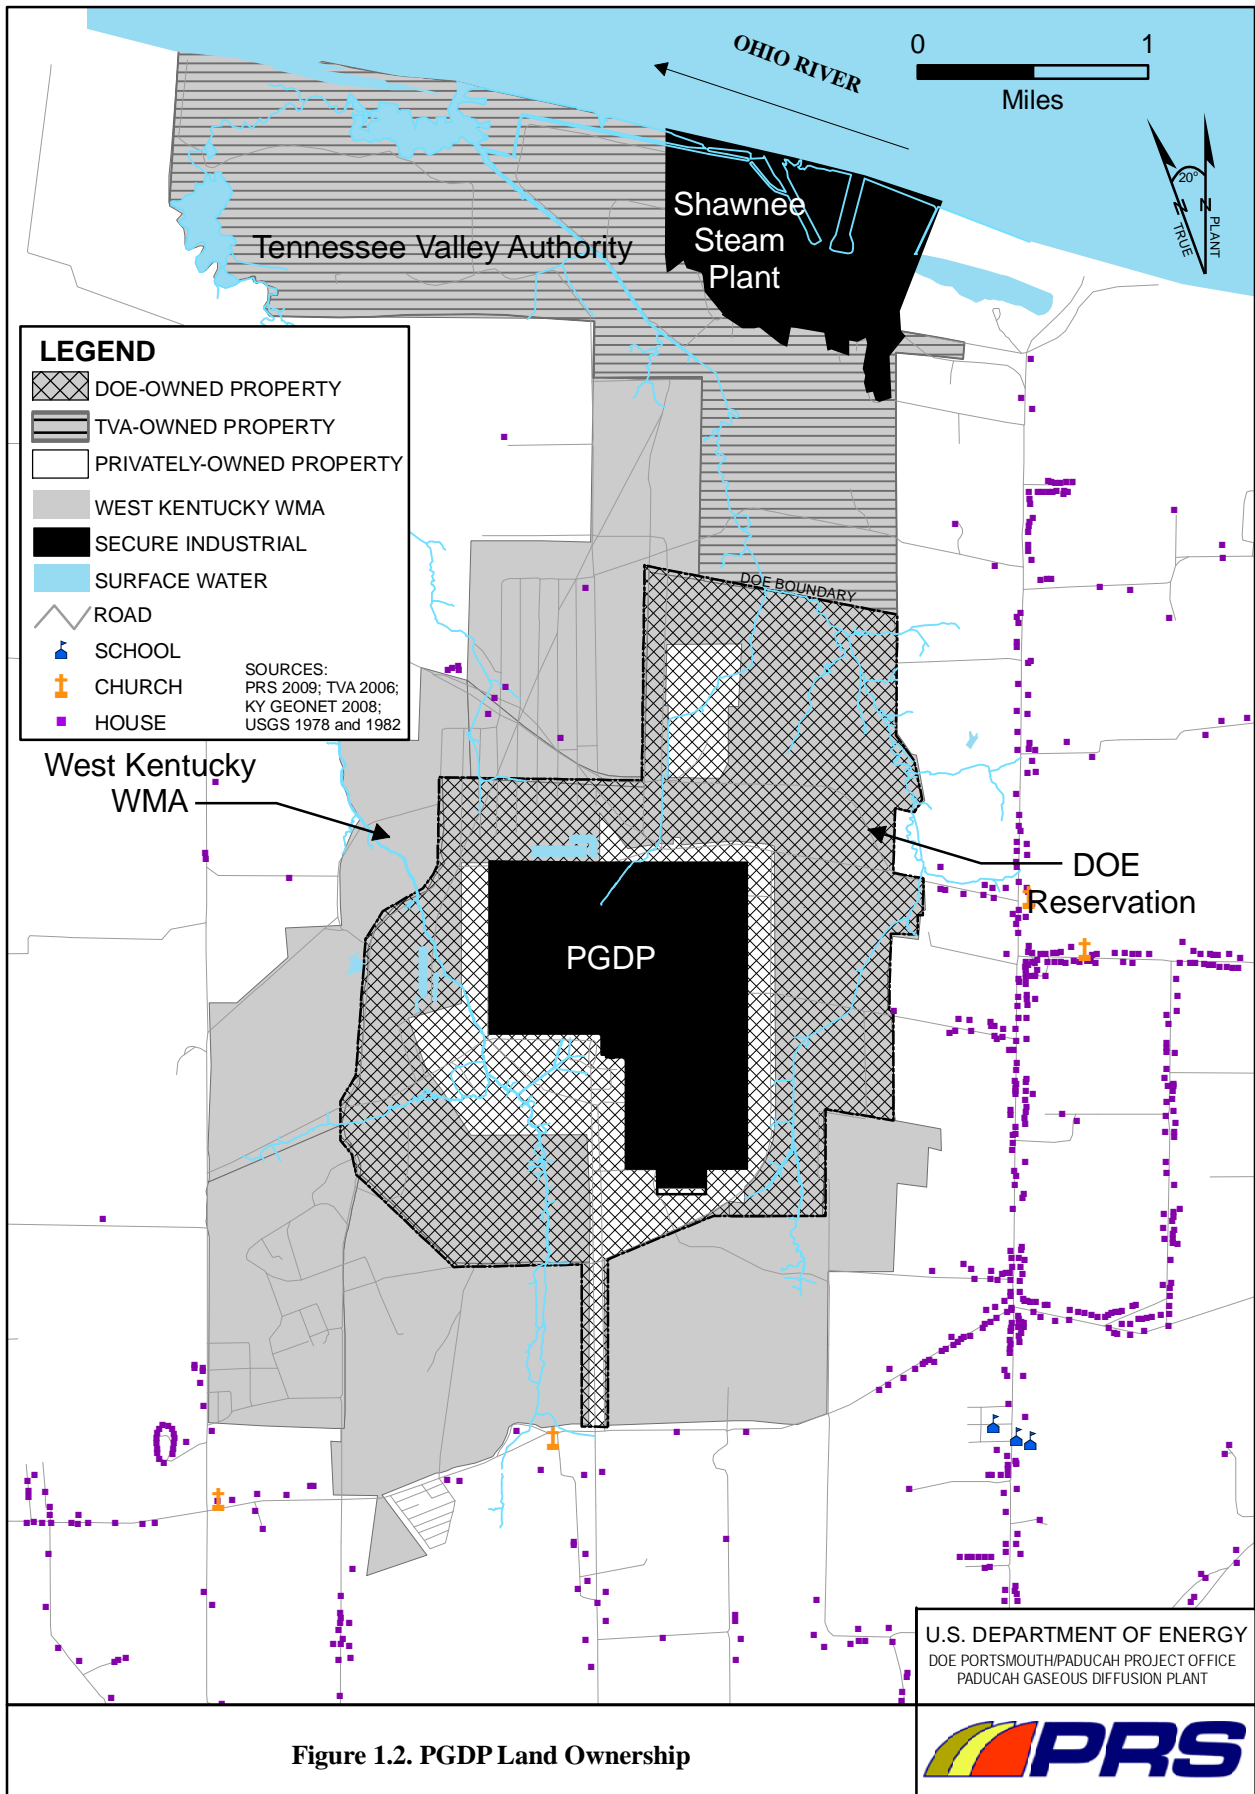 OHIO RIVER
0 1
Miles
20°
N N
TRUE
PLANT
Shawnee
Steam
Plant
Tennessee Valley Authority
LEGEND
DOE-OWNED PROPERTY
TVA-OWNED PROPERTY
PRIVATELY-OWNED PROPERTY
WEST KENTUCKY WMA
SECURE INDUSTRIAL
SURFACE WATER
ROAD
SCHOOL
CHURCH
HOUSE
SOURCES:
PRS 2009; TVA 2006;
KY GEONET 2008;
USGS 1978 and 1982
DOE BOUNDARY
West Kentucky
WMA
DOE
Reservation
PGDP
U.S. DEPARTMENT OF ENERGY
DOE PORTSMOUTH/PADUCAH PROJECT OFFICE
PADUCAH GASEOUS DIFFUSION PLANT
Figure 1.2. PGDP Land Ownership
PRS